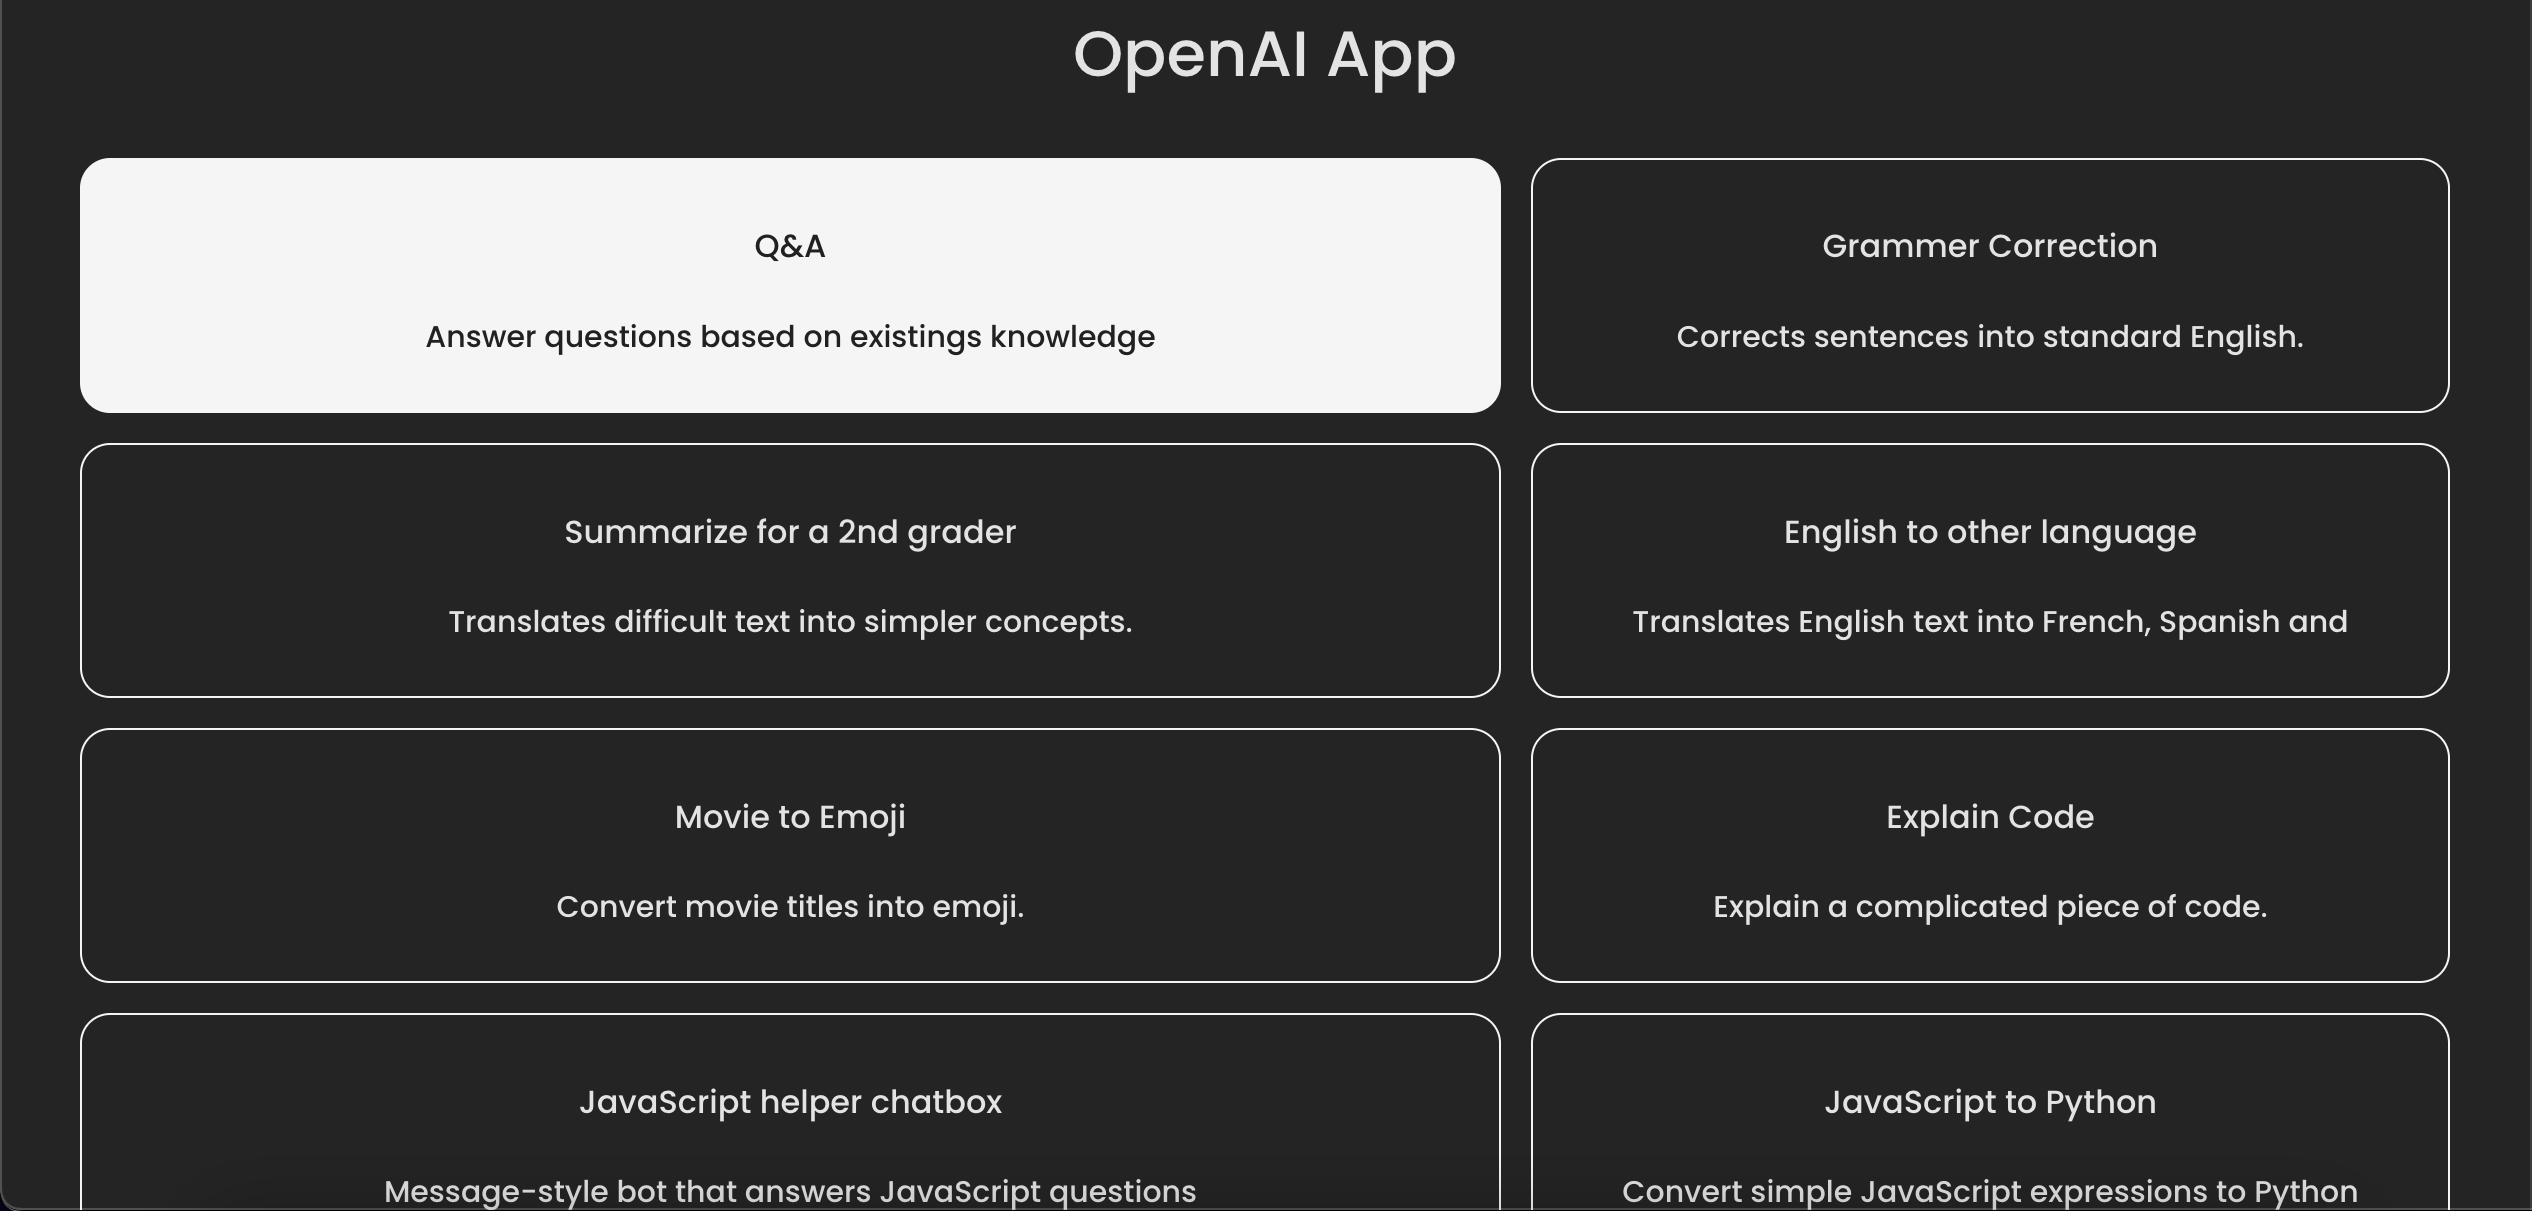 OpenAI App
Q&A
Answer questions based on existings knowledge
Grammer Correction
Corrects sentences into standard English.
Summarize for a 2nd grader
Translates difficult text into simpler concepts.
English to other language
Translates English text into French, Spanish and
Movie to Emoji
Convert movie titles into emoji.
Explain Code
Explain a complicated piece of code.
JavaScript helper chatbox
Message-style bot that answers JavaScript questions
JavaScript to Python
Convert simple JavaScript expressions to Python